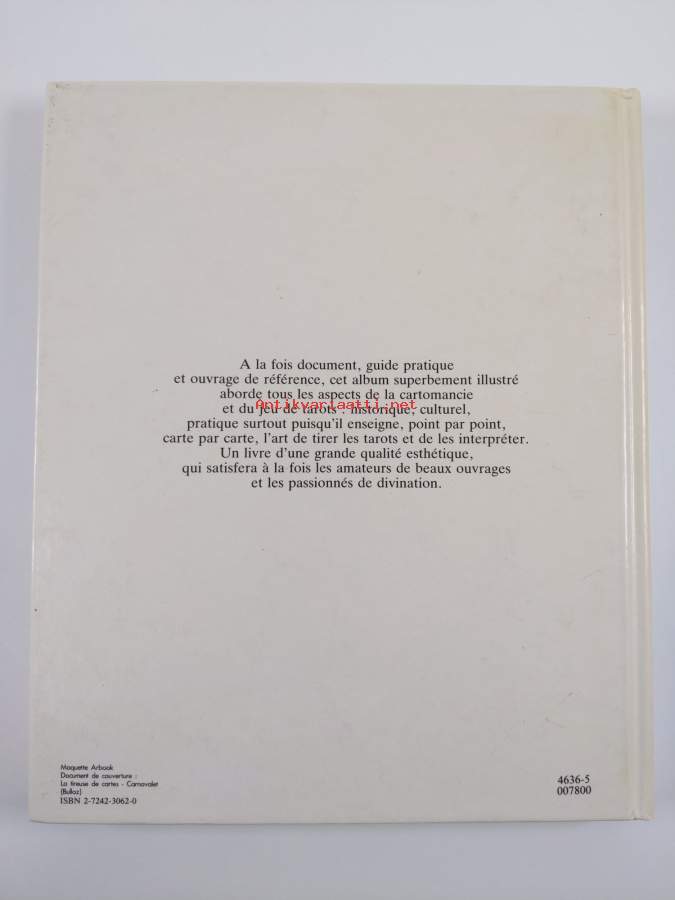 A la fois document, guide pratique
et ouvrage de référence, cet album superbement illustré
aborde tous les aspects de la cartomancie
Antikvariaatti.net
et du jeu de tarots : historique, culturel,
pratique surtout puisqu'il enseigne, point par point,
carte par carte, l'art de tirer les tarots et de les interpréter.
Un livre d'une grande qualité esthétique,
qui satisfera à la fois les amateurs de beaux ouvrages
et les passionnés de divination.
Maquette Arbook
Document de couverture :
La tireuse de cartes - Carnavalet
(Bulloz)
ISBN 2-7242-3062-0
4636-5
007800